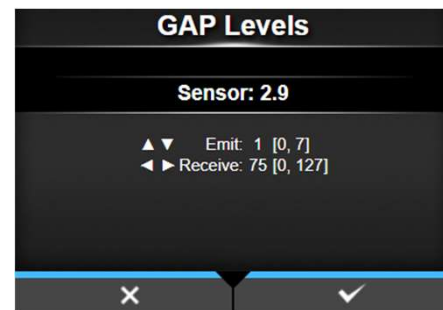 GAP Levels
Sensor: 2.9
▲ ▼ Emit: 1 [0, 7]
◄ ► Receive: 75 [0, 127]